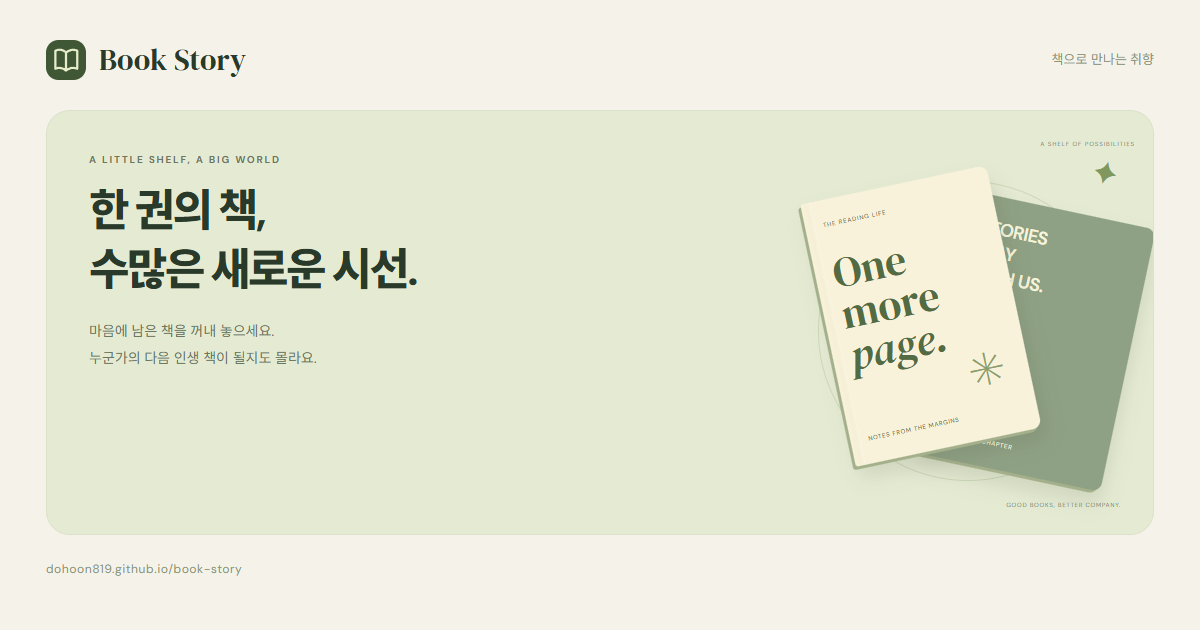 Book Story
책으로 만나는 취향
A LITTLE SHELF, A BIG WORLD
한 권의 책,
수많은 새로운 시선.
마음에 남은 책을 꺼내 놓으세요.
누군가의 다음 인생 책이 될지도 몰라요.
A SHELF OF POSSIBILITIES
THE READING LIFE
One
more
page.
NOTES FROM THE MARGINS
US.
GOOD BOOKS, BETTER COMPANY.
dohoon819.github.io/book-story